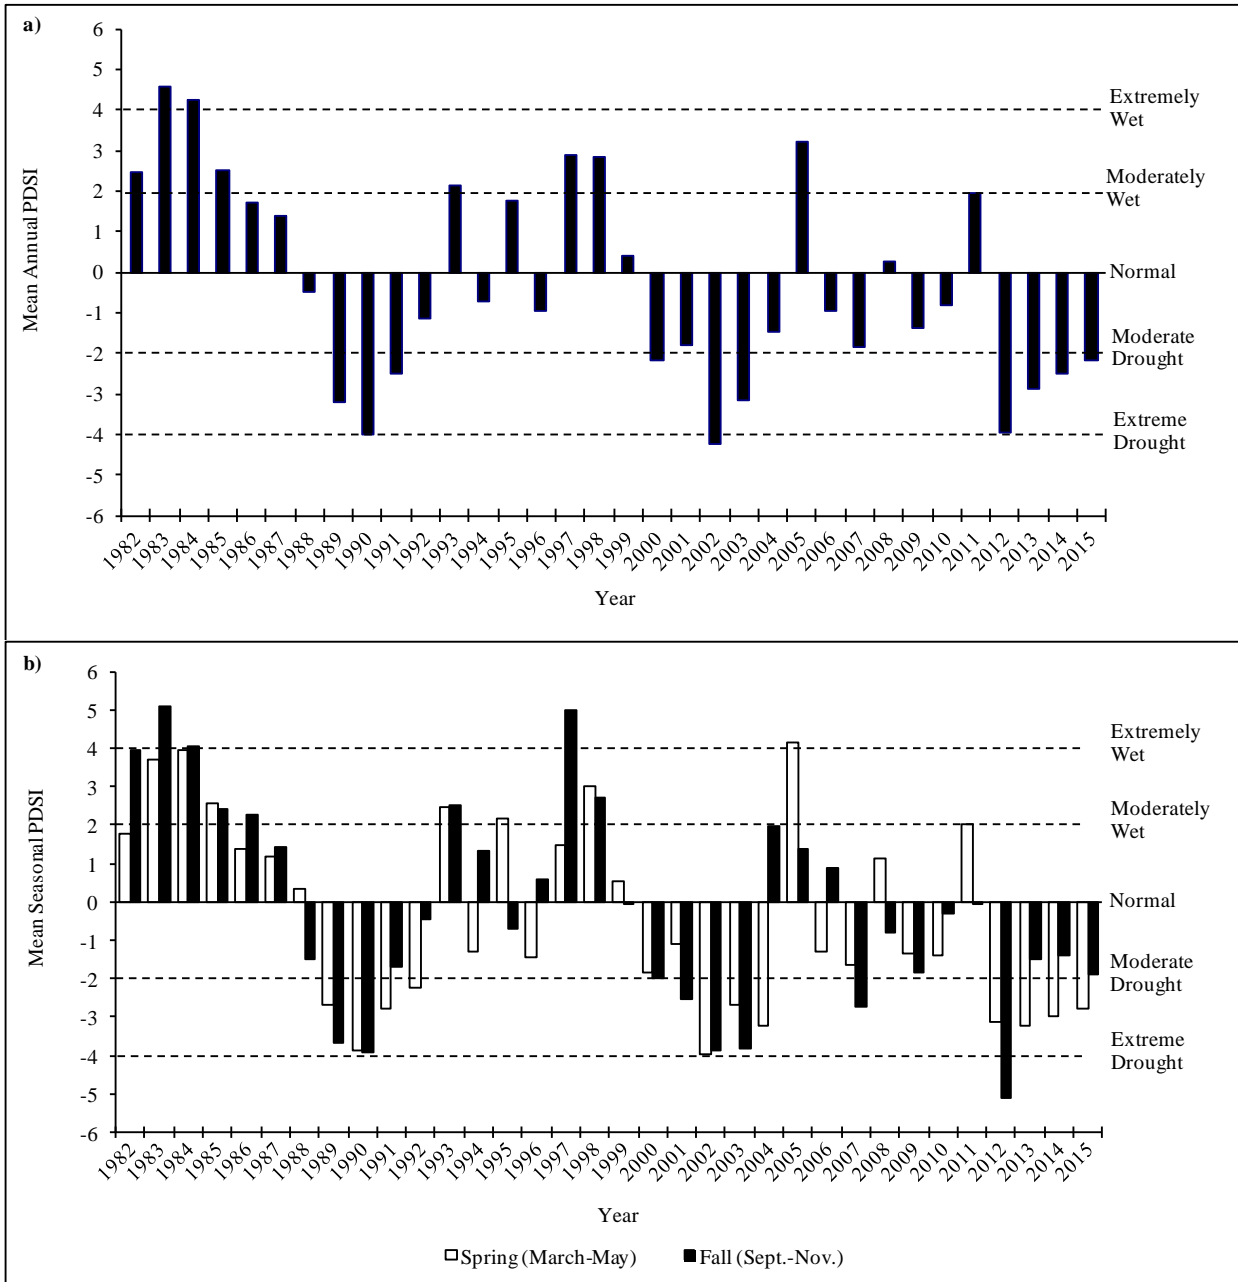 a)
Mean Annual PDSI
6
5
4
3
2
1
0
-1
-2
-3
-4
-5
-6
Extremely
Wet
Moderately
Wet
Normal
Moderate
Drought
Extreme
Drought
1982 1983 1984 1985 1986 1987 1988 1989 1990 1991 1992 1993 1994 1995 1996 1997 1998 1999 2000 2001 2002 2003 2004 2005 2006 2007 2008 2009 2010 2011 2012 2013 2014 2015
Year
b)
Mean Seasonal PDSI
6
5
4
3
2
1
0
-1
-2
-3
-4
-5
-6
Extremely
Wet
Moderately
Wet
Normal
Moderate
Drought
Extreme
Drought
1982 1983 1984 1985 1986 1987 1988 1989 1990 1991 1992 1993 1994 1995 1996 1997 1998 1999 2000 2001 2002 2003 2004 2005 2006 2007 2008 2009 2010 2011 2012 2013 2014 2015
Year
Spring (March-May) Fall (Sept.-Nov.)